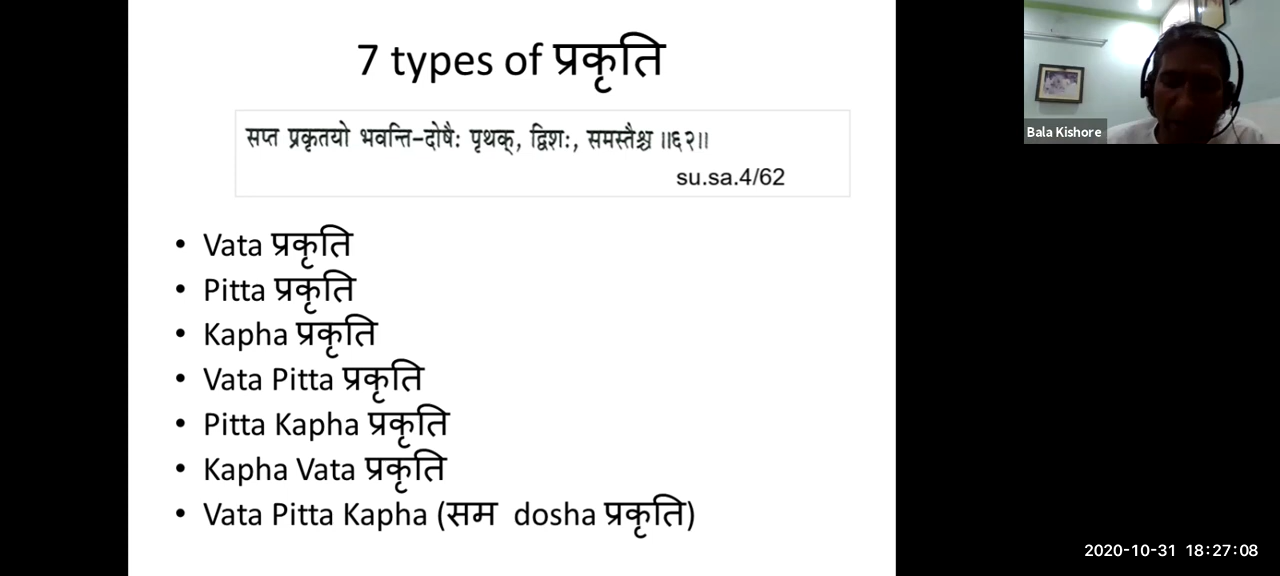 7 types of प्रकृति
सप्त प्रकृतयो भवन्ति-दोषैः पृथक्, द्विशः, समस्तैश्च ॥६२॥
su.sa.4/62
• Vata प्रकृति
• Pitta प्रकृति
• Kapha प्रकृति
• Vata Pitta प्रकृति
• Pitta Kapha प्रकृति
• Kapha Vata प्रकृति
• Vata Pitta Kapha (सम dosha प्रकृति)
Bala Kishore
2020-10-31 18:27:08